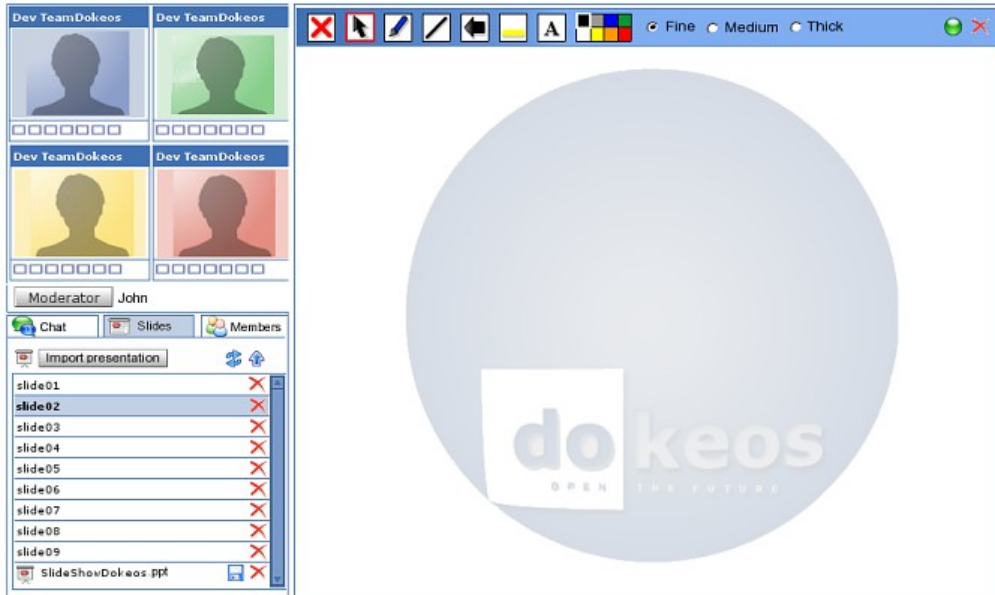 Dev TeamDokeos Dev TeamDokeos
Dev TeamDokeos Dev TeamDokeos
Moderator John
Chat Slides Members
Import presentation
slide01
slide02
slide03
slide04
slide05
slide06
slide07
slide08
slide09
SlideShowDokeos.ppt
A Fine Medium Thick
dokeos
OPEN THE FUTURE